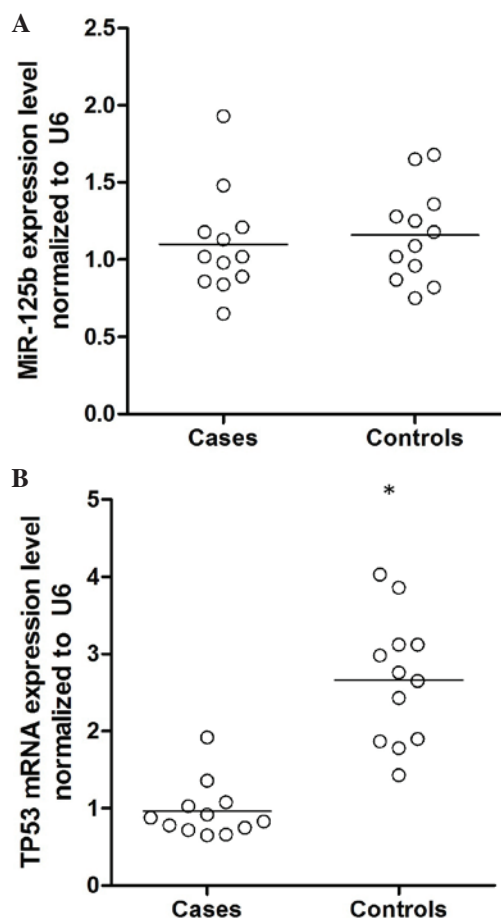 A
MiR-125b expression level
normalized to U6
2.5
2.0
1.5
1.0
0.5
0.0
Cases Controls
B
TP53 mRNA expression level
normalized to U6
5
4
3
2
1
0
*
Cases Controls